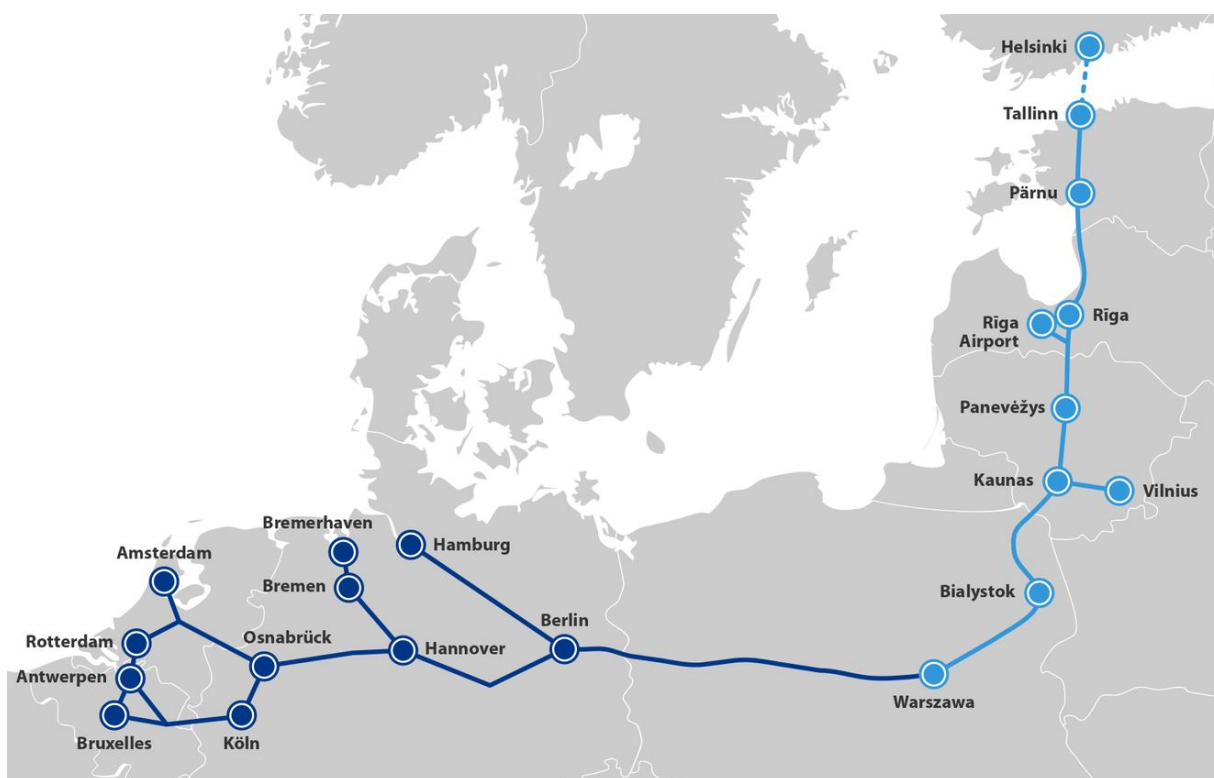 Helsinki
Tallinn
Pärnu
Rīga
Rīga
Airport
Panevėžys
Kaunas
Vilnius
Bremerhaven
Hamburg
Amsterdam
Bremen
Bialystok
Berlin
Rotterdam
Osnabrück
Hannover
Antwerpen
Warszawa
Bruxelles
Köln